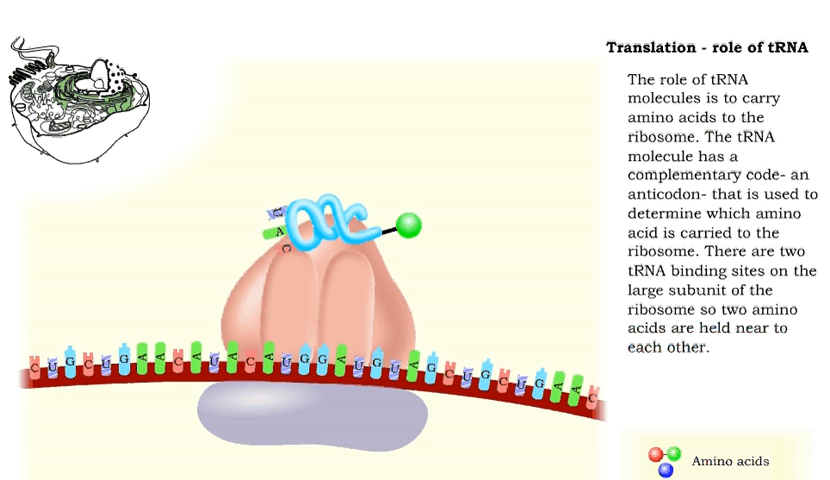 Translation - role of tRNA
The role of tRNA
molecules is to carry
amino acids to the
ribosome. The tRNA
molecule has a
complementary code- an
anticodon- that is used to
determine which amino
acid is carried to the
ribosome. There are two
tRNA binding sites on the
large subunit of the
ribosome so two amino
acids are held near to
each other.
U
A
C
C U G C U G A A C A U A C A U G G A U G U A G C U G C U G A A C
Amino acids